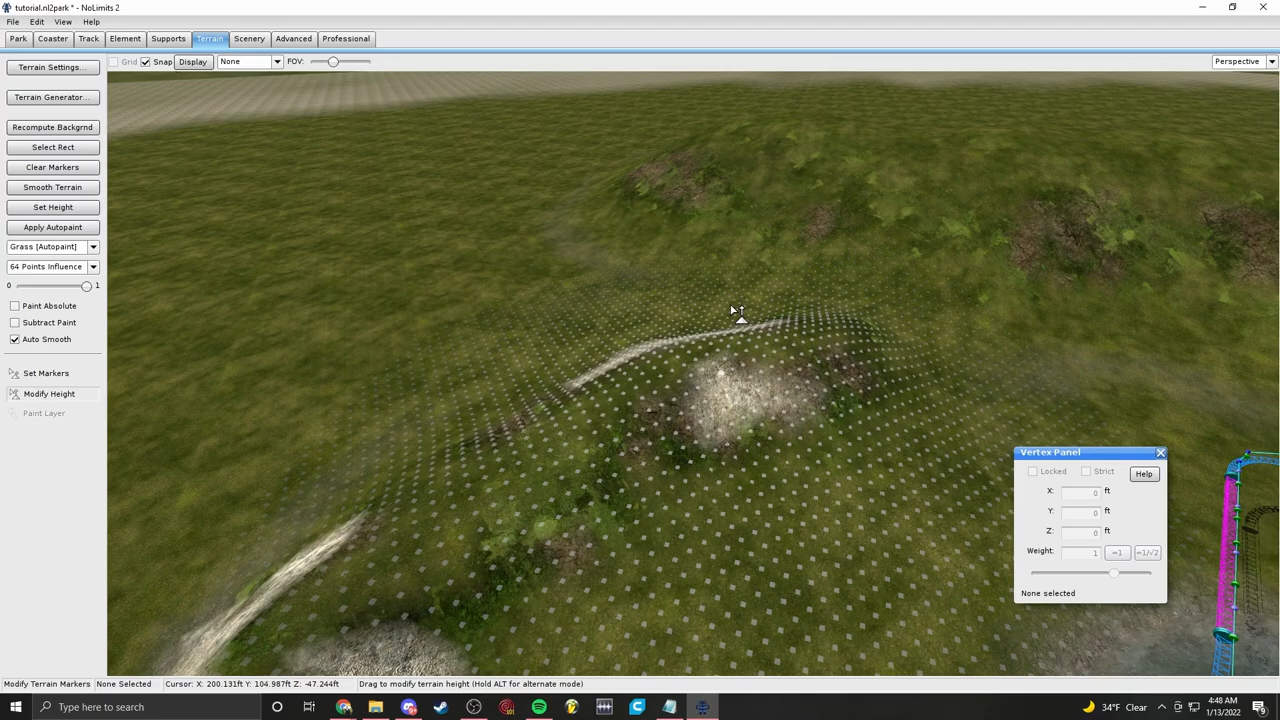 tutorial.nl2park * - NoLimits 2
File Edit View Help
Park Coaster Track Element Supports Terrain Scenery Advanced Professional
Grid Snap Display None FOV: Perspective
Terrain Settings...
Terrain Generator...
Recompute Backgrnd
Select Rect
Clear Markers
Smooth Terrain
Set Height
Apply Autopaint
Grass [Autopaint]
64 Points Influence
0 1
Paint Absolute
Subtract Paint
Auto Smooth
Set Markers
Modify Height
Paint Layer
Vertex Panel
Locked Strict Help
X: 0 ft
Y: 0 ft
Z: 0 ft
Weight: 1 =1 =1/√2
None selected
Modify Terrain Markers None Selected Cursor: X: 200.131ft Y: 104.987ft Z: -47.244ft Drag to modify terrain height (Hold ALT for alternate mode)
Type here to search
34°F Clear
4:48 AM
1/13/2022